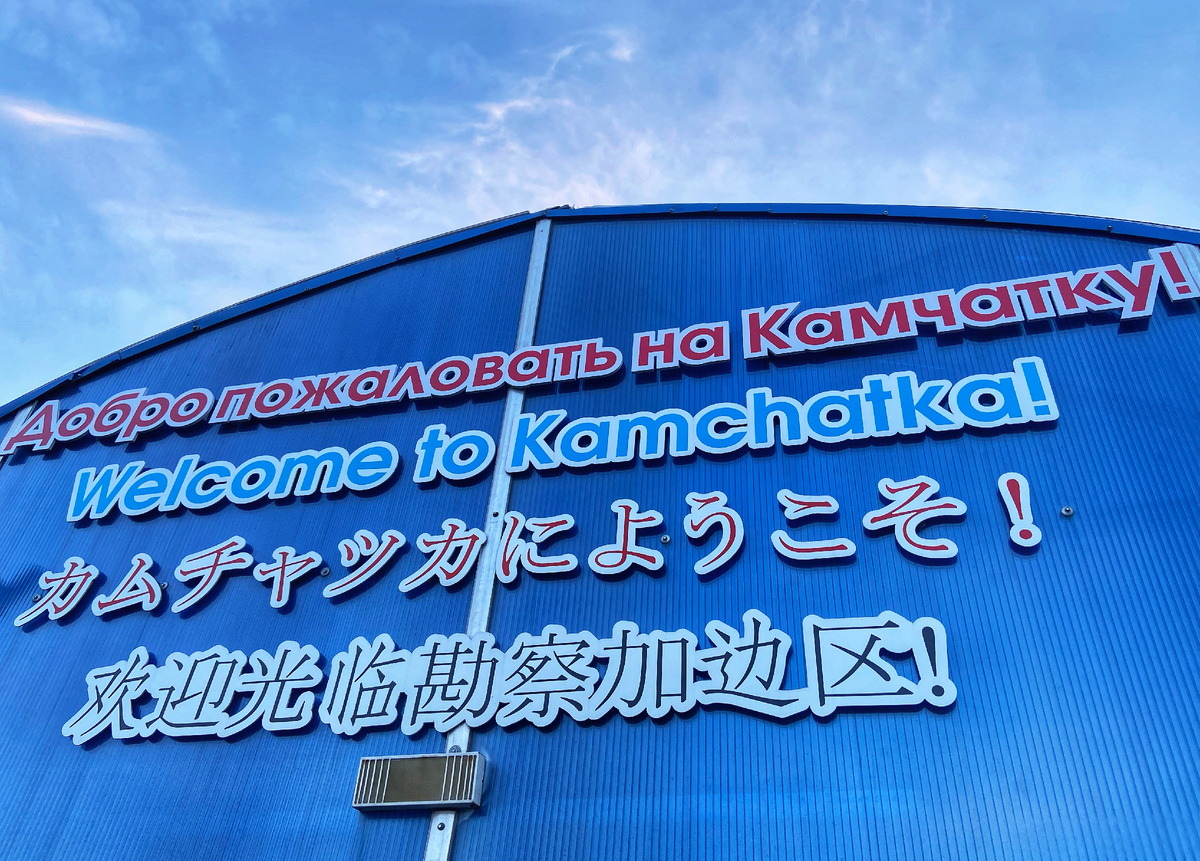 Добро пожаловать на Камчатку!
Welcome to Kamchatka!
カムチャツカにようこそ！
欢迎光临勘察加边区!